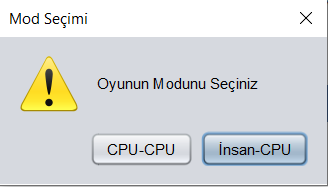 Mod Seçimi
Oyunun Modunu Seçiniz
CPU-CPU
İnsan-CPU